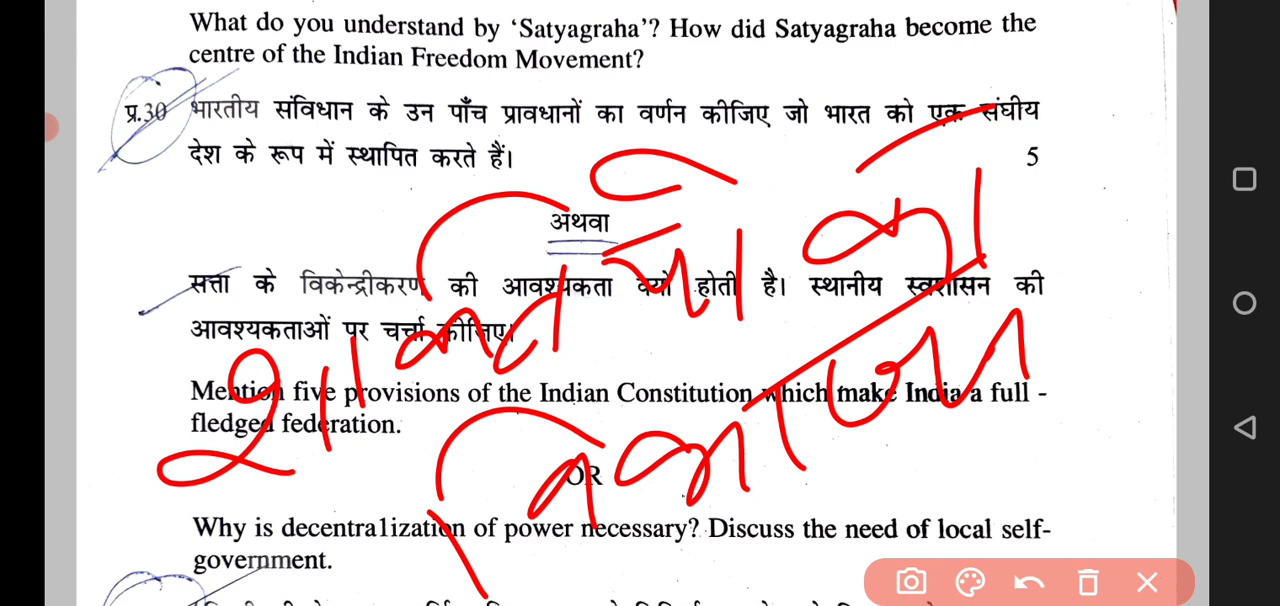 What do you understand by ‘Satyagraha’? How did Satyagraha become the
centre of the Indian Freedom Movement?
प्र.30 भारतीय संविधान के उन पाँच प्रावधानों का वर्णन कीजिए जो भारत को एक संघीय
देश के रूप में स्थापित करते हैं। 5
अथवा
सत्ता के विकेन्द्रीकरण की आवश्यकता क्यों होती है। स्थानीय स्वशासन की
आवश्यकताओं पर चर्चा कीजिए।
शक्तियों का
विभाजन
Mention five provisions of the Indian Constitution which make India a full -
fledged federation.
OR
Why is decentralization of power necessary? Discuss the need of local self-
government.